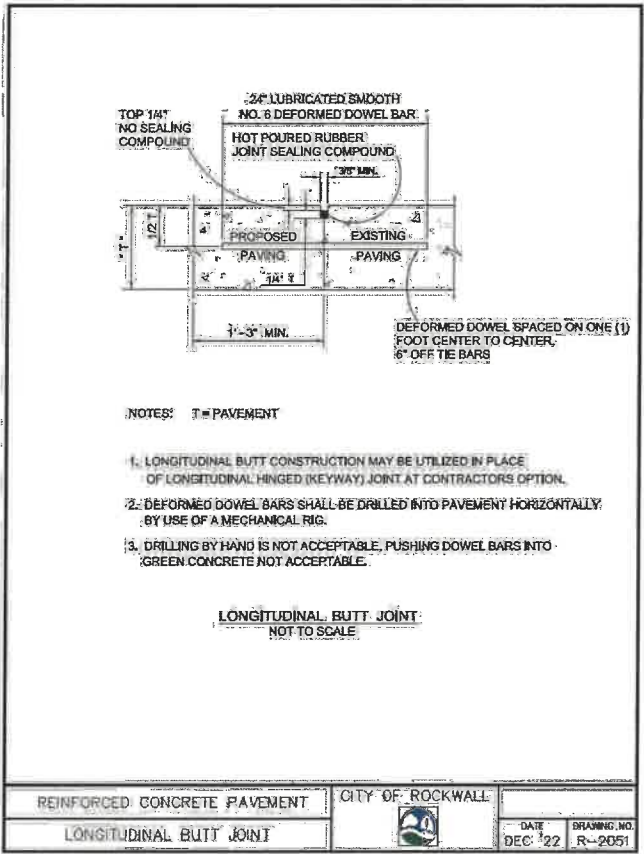 24" LUBRICATED SMOOTH
NO. 6 DEFORMED DOWEL BAR
TOP 1/4"
NO SEALING
COMPOUND
HOT POURED RUBBER
JOINT SEALING COMPOUND
3/8" MIN.
"T"
1/2 T
PROPOSED
PAVING
EXISTING
PAVING
1/4" T
1'-3" MIN.
DEFORMED DOWEL SPACED ON ONE (1)
FOOT CENTER TO CENTER,
6" OFF TIE BARS
NOTES: T = PAVEMENT
1. LONGITUDINAL BUTT CONSTRUCTION MAY BE UTILIZED IN PLACE
OF LONGITUDINAL HINGED (KEYWAY) JOINT AT CONTRACTORS OPTION.
2. DEFORMED DOWEL BARS SHALL BE DRILLED INTO PAVEMENT HORIZONTALLY
BY USE OF A MECHANICAL RIG.
3. DRILLING BY HAND IS NOT ACCEPTABLE, PUSHING DOWEL BARS INTO
GREEN CONCRETE NOT ACCEPTABLE.
LONGITUDINAL BUTT JOINT
NOT TO SCALE
REINFORCED CONCRETE PAVEMENT
LONGITUDINAL BUTT JOINT
CITY OF ROCKWALL
DATE
DEC '22
DRAWING NO.
R-2051